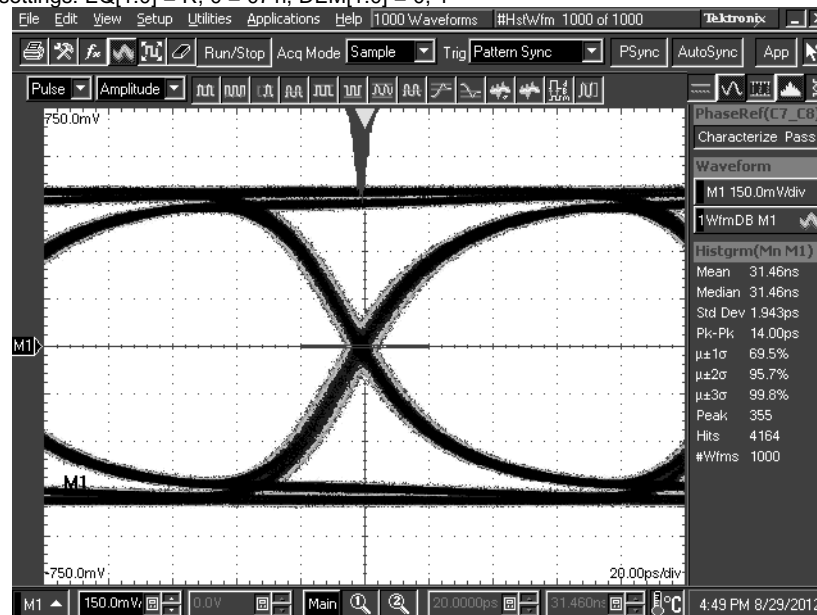 File Edit View Setup Utilities Applications Help 1000 Waveforms #HstWfm 1000 of 1000 Tektronix
Run/Stop Acq Mode Sample Trig Pattern Sync PSync AutoSync App
Pulse Amplitude
750.0mV
PhaseRef(C7_C8)
Characterize Pass
Waveform
M1 150.0mV/div
1WfmDB M1
Histgrm(Mn M1)
Mean 31.46ns
Median 31.46ns
Std Dev 1.943ps
Pk-Pk 14.00ps
µ±1σ 69.5%
µ±2σ 95.7%
µ±3σ 99.8%
Peak 355
Hits 4164
#Wfms 1000
M1
M1
-750.0mV
20.00ps/div
M1 150.0mV/ 0.0V Main 1 2 20.0000ps 31.460ns °C 4:49 PM 8/29/2012